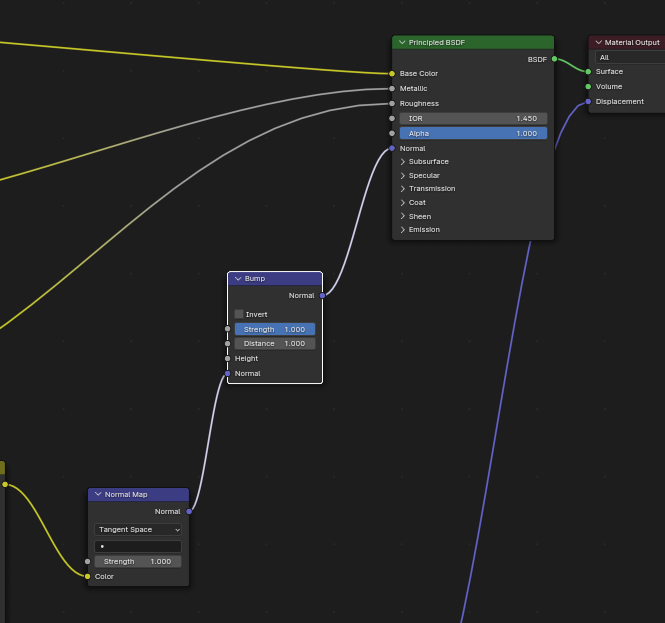 Principled BSDF
BSDF
Base Color
Metallic
Roughness
IOR 1.450
Alpha 1.000
Normal
Subsurface
Specular
Transmission
Coat
Sheen
Emission
Material Output
All
Surface
Volume
Displacement
Bump
Normal
Invert
Strength 1.000
Distance 1.000
Height
Normal
Normal Map
Normal
Tangent Space
Strength 1.000
Color